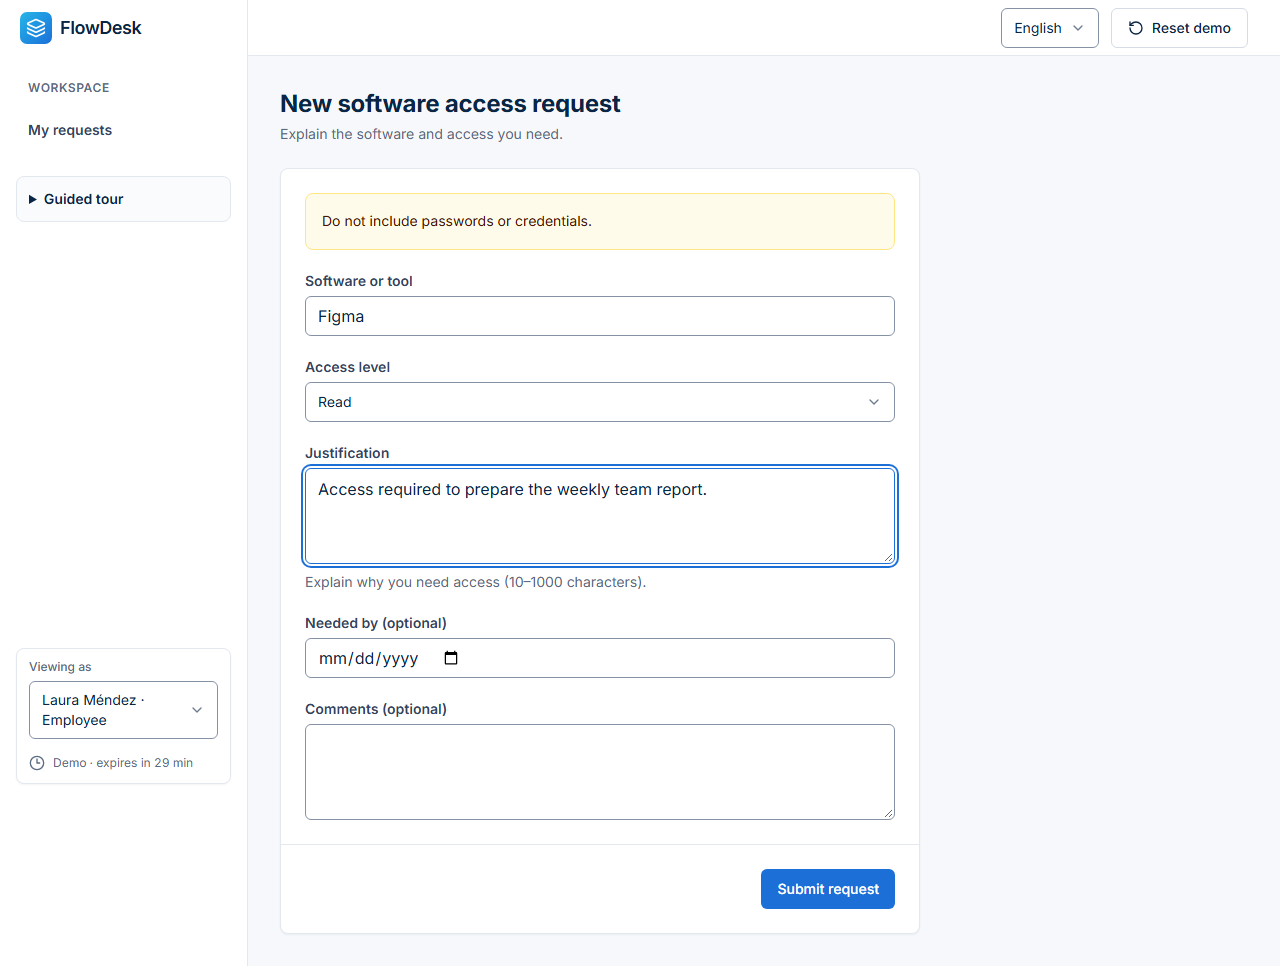 FlowDesk
English
Reset demo
WORKSPACE
My requests
Guided tour
New software access request
Explain the software and access you need.
Do not include passwords or credentials.
Software or tool
Figma
Access level
Read
Justification
Access required to prepare the weekly team report.
Explain why you need access (10–1000 characters).
Needed by (optional)
mm/dd/yyyy
Comments (optional)
Submit request
Viewing as
Laura Méndez ·
Employee
Demo · expires in 29 min